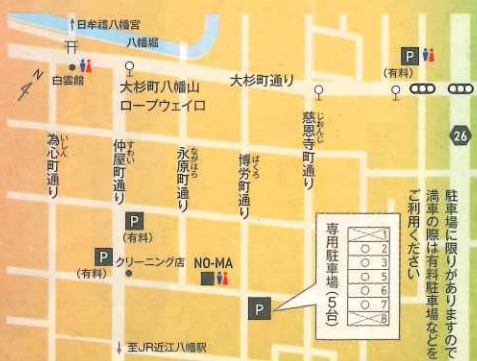 ↑日牟禮八幡宮
八幡堀
白雲館
大杉町八幡山
ロープウェイ口
大杉町通り
P
(有料)
N
26
いしん
為心町通り
すわい
仲屋町通り
ながはら
永原町通り
ばくろ
博労町通り
じおんじ
慈恩寺町通り
P
(有料)
P
(有料)
クリーニング店
NO-MA
P
専用駐車場(5台)
1
2
3
5
6
7
8
駐車場に限りがありますので
満車の際は有料駐車場などを
ご利用ください
↓至JR近江八幡駅